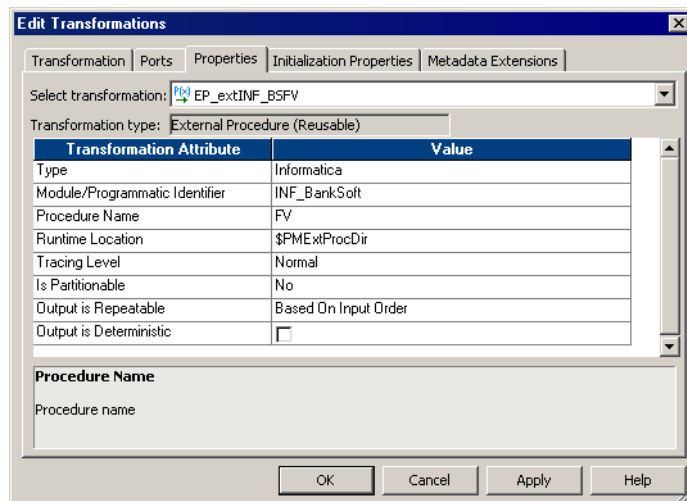 Edit Transformations
Transformation Ports Properties Initialization Properties Metadata Extensions
Select transformation: EP_extINF_BSFV
Transformation type: External Procedure (Reusable)
Transformation Attribute Value
Type Informatica
Module/Programmatic Identifier INF_BankSoft
Procedure Name FV
Runtime Location $PMExtProcDir
Tracing Level Normal
Is Partitionable No
Output is Repeatable Based On Input Order
Output is Deterministic
Procedure Name
Procedure name
OK Cancel Apply Help